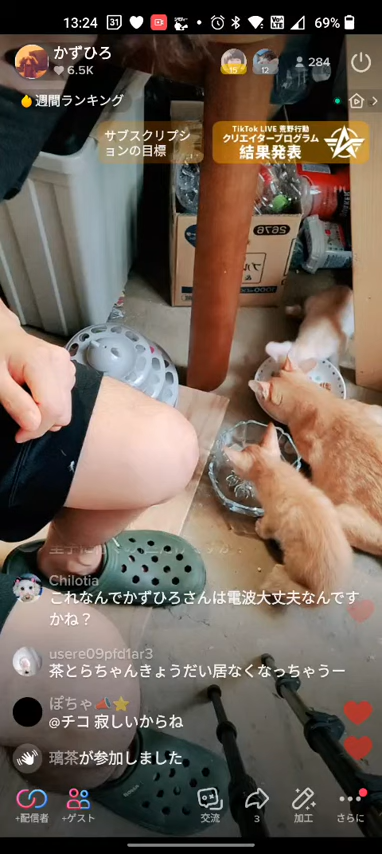 13:24
31
69%
かずひろ
6.5K
15
12
284
週間ランキング
サブスクリプシ
ョンの目標
TikTok LIVE 荒野行動
クリエイタープログラム
結果発表
Chilotia
これなんでかずひろさんは電波大丈夫なんです
かね?
usere09pfd1ar3
茶とらちゃんきょうだい居なくなっちゃうー
ぽちゃ📣⭐
@チコ 寂しいからね
璃茶が参加しました
+配信者
+ゲスト
交流
3
加工
さらに